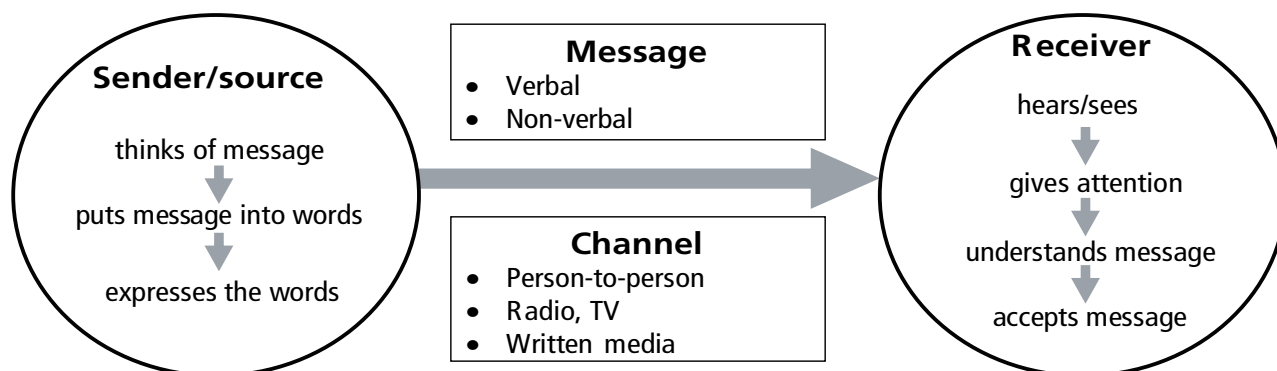 Sender/source
thinks of message
puts message into words
expresses the words
Message
• Verbal
• Non-verbal
Channel
• Person-to-person
• Radio, TV
• Written media
Receiver
hears/sees
gives attention
understands message
accepts message